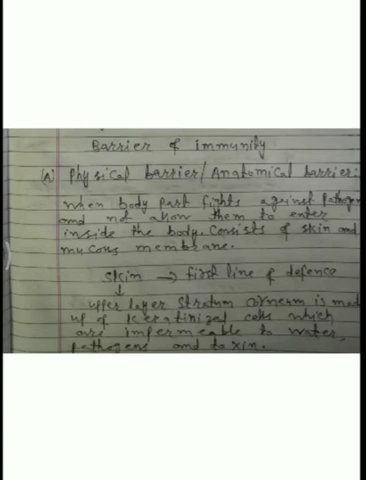 Barrier of immunity
(A) Physical barrier/Anatomical barrier:
when body part fights against
and not allow them to enter
inside the body. Consists of skin and
mucous membrane.
skin → first line of defence
↓
upper layer stratum corneum is made
up of keratinized cells which
are impermeable to water,
pathogens and toxin.